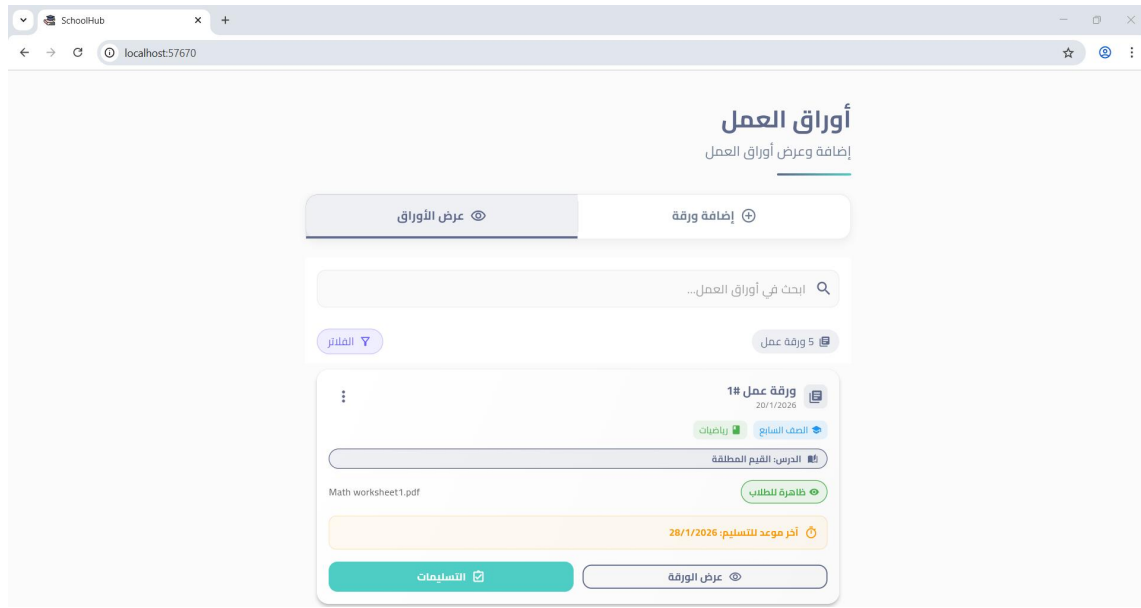 SchoolHub
localhost:57670
أوراق العمل
إضافة وعرض أوراق العمل
إضافة ورقة
عرض الأوراق
ابحث في أوراق العمل...
5 ورقة عمل
الفلاتر
ورقة عمل #1
20/1/2026
الصف السابع
رياضيات
الدرس: القيم المطلقة
ظاهرة للطلاب
Math worksheet1.pdf
آخر موعد للتسليم: 28/1/2026
عرض الورقة
التسليمات